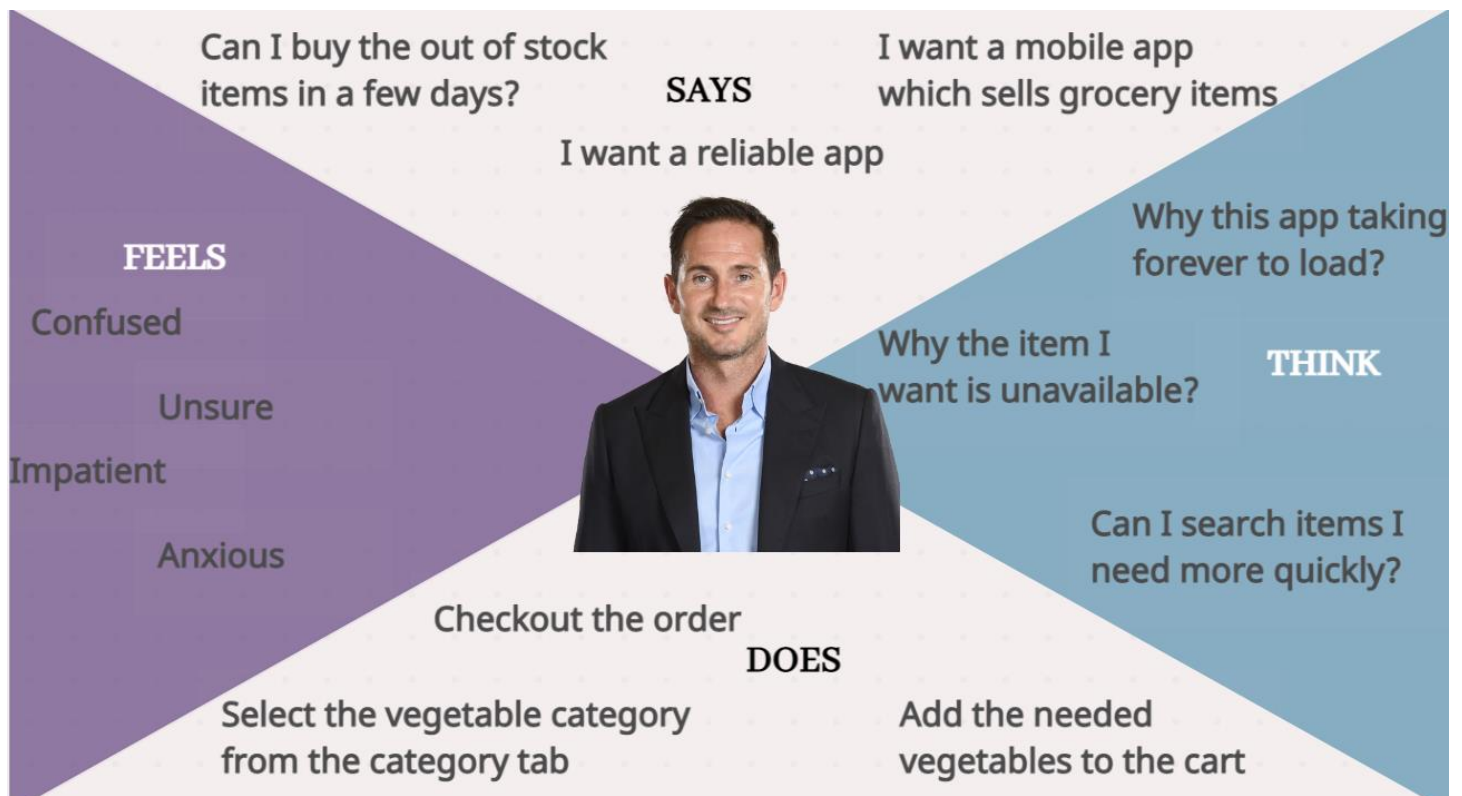 Can I buy the out of stock
items in a few days?
SAYS
I want a mobile app
which sells grocery items
I want a reliable app
FEELS
Confused
Unsure
Impatient
Anxious
Why this app taking
forever to load?
Why the item I
want is unavailable?
THINK
Can I search items I
need more quickly?
Checkout the order
DOES
Select the vegetable category
from the category tab
Add the needed
vegetables to the cart